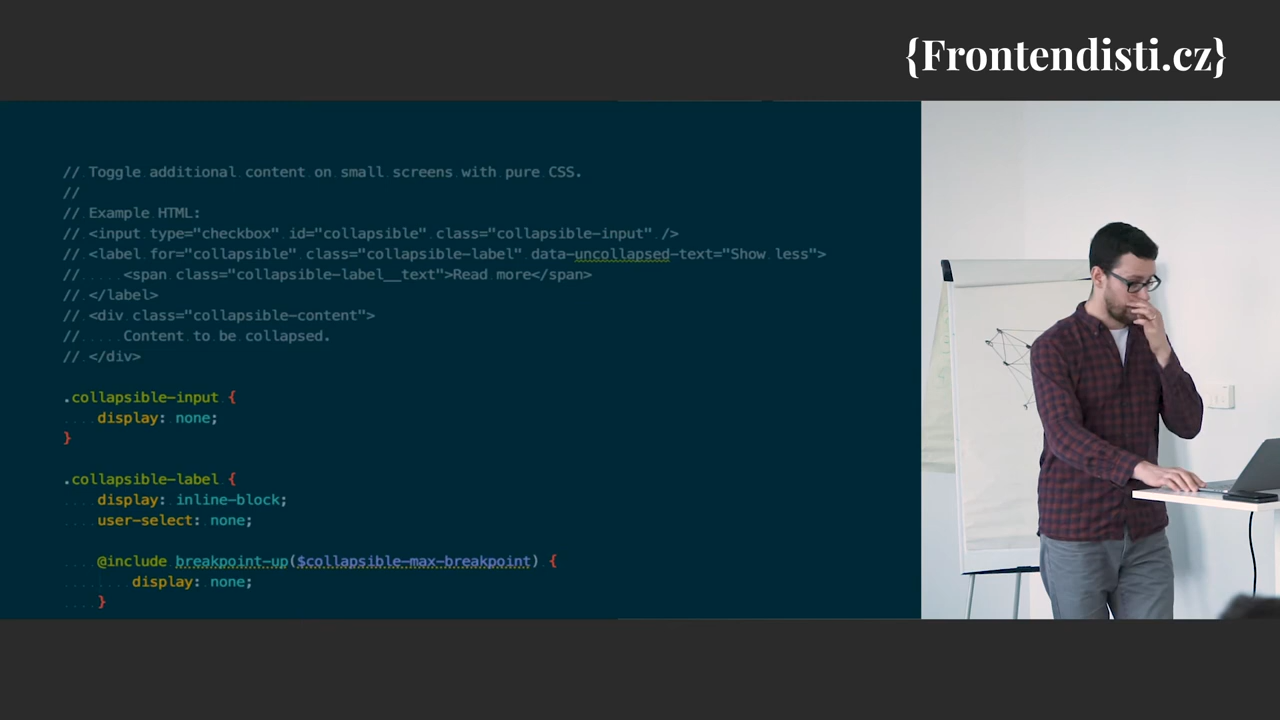 {Frontendisti.cz}
// Toggle additional content on small screens with pure CSS.
//
// Example HTML:
// <input type="checkbox" id="collapsible" class="collapsible-input" />
// <label for="collapsible" class="collapsible-label" data-uncollapsed-text="Show less">
//     <span class="collapsible-label__text">Read more</span>
// </label>
// <div class="collapsible-content">
//     Content to be collapsed.
// </div>
.collapsible-input {
    display: none;
}
.collapsible-label {
    display: inline-block;
    user-select: none;
    @include breakpoint-up($collapsible-max-breakpoint) {
        display: none;
    }